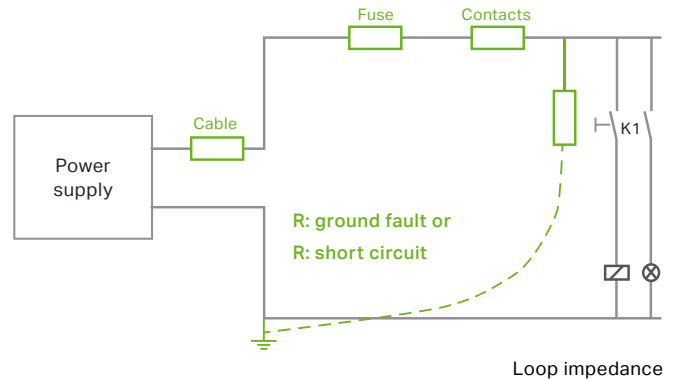 Fuse
Contacts
Cable
K1
Power
supply
R: ground fault or
R: short circuit
Loop impedance